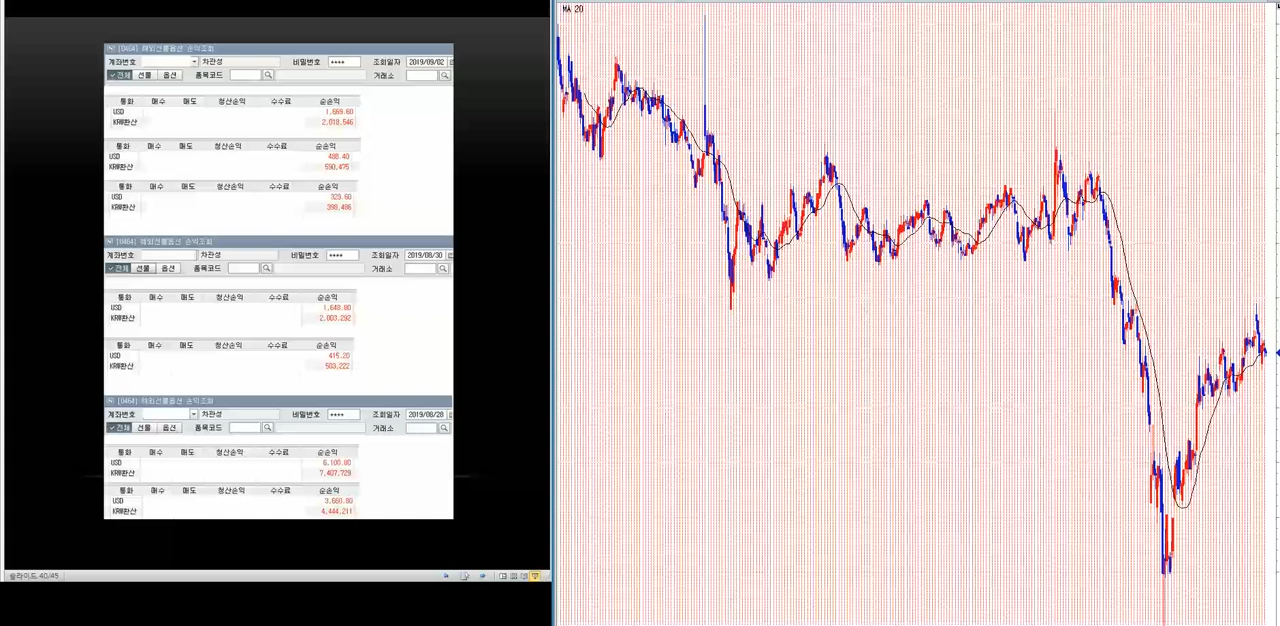 MA 20
[0464] 해외선물옵션 손익조회
계좌번호 차잔성 비밀번호 **** 조회일자 2019/09/02
전체 선물 옵션 품목코드 거래소
통화 매수 매도 청산손익 수수료 순손익
USD 1,669.60
KRW환산 2,018,546
통화 매수 매도 청산손익 수수료 순손익
USD 488.40
KRW환산 590,475
통화 매수 매도 청산손익 수수료 순손익
USD 329.60
KRW환산 398,486
[0464] 해외선물옵션 손익조회
계좌번호 차잔성 비밀번호 **** 조회일자 2019/08/30
전체 선물 옵션 품목코드 거래소
통화 매수 매도 청산손익 수수료 순손익
USD 1,648.80
KRW환산 2,003,292
통화 매수 매도 청산손익 수수료 순손익
USD 415.20
KRW환산 503,222
[0464] 해외선물옵션 손익조회
계좌번호 차잔성 비밀번호 **** 조회일자 2019/08/28
전체 선물 옵션 품목코드 거래소
통화 매수 매도 청산손익 수수료 순손익
USD 6,100.80
KRW환산 7,407,729
통화 매수 매도 청산손익 수수료 순손익
USD 3,660.80
KRW환산 4,444,211
슬라이드 40/45